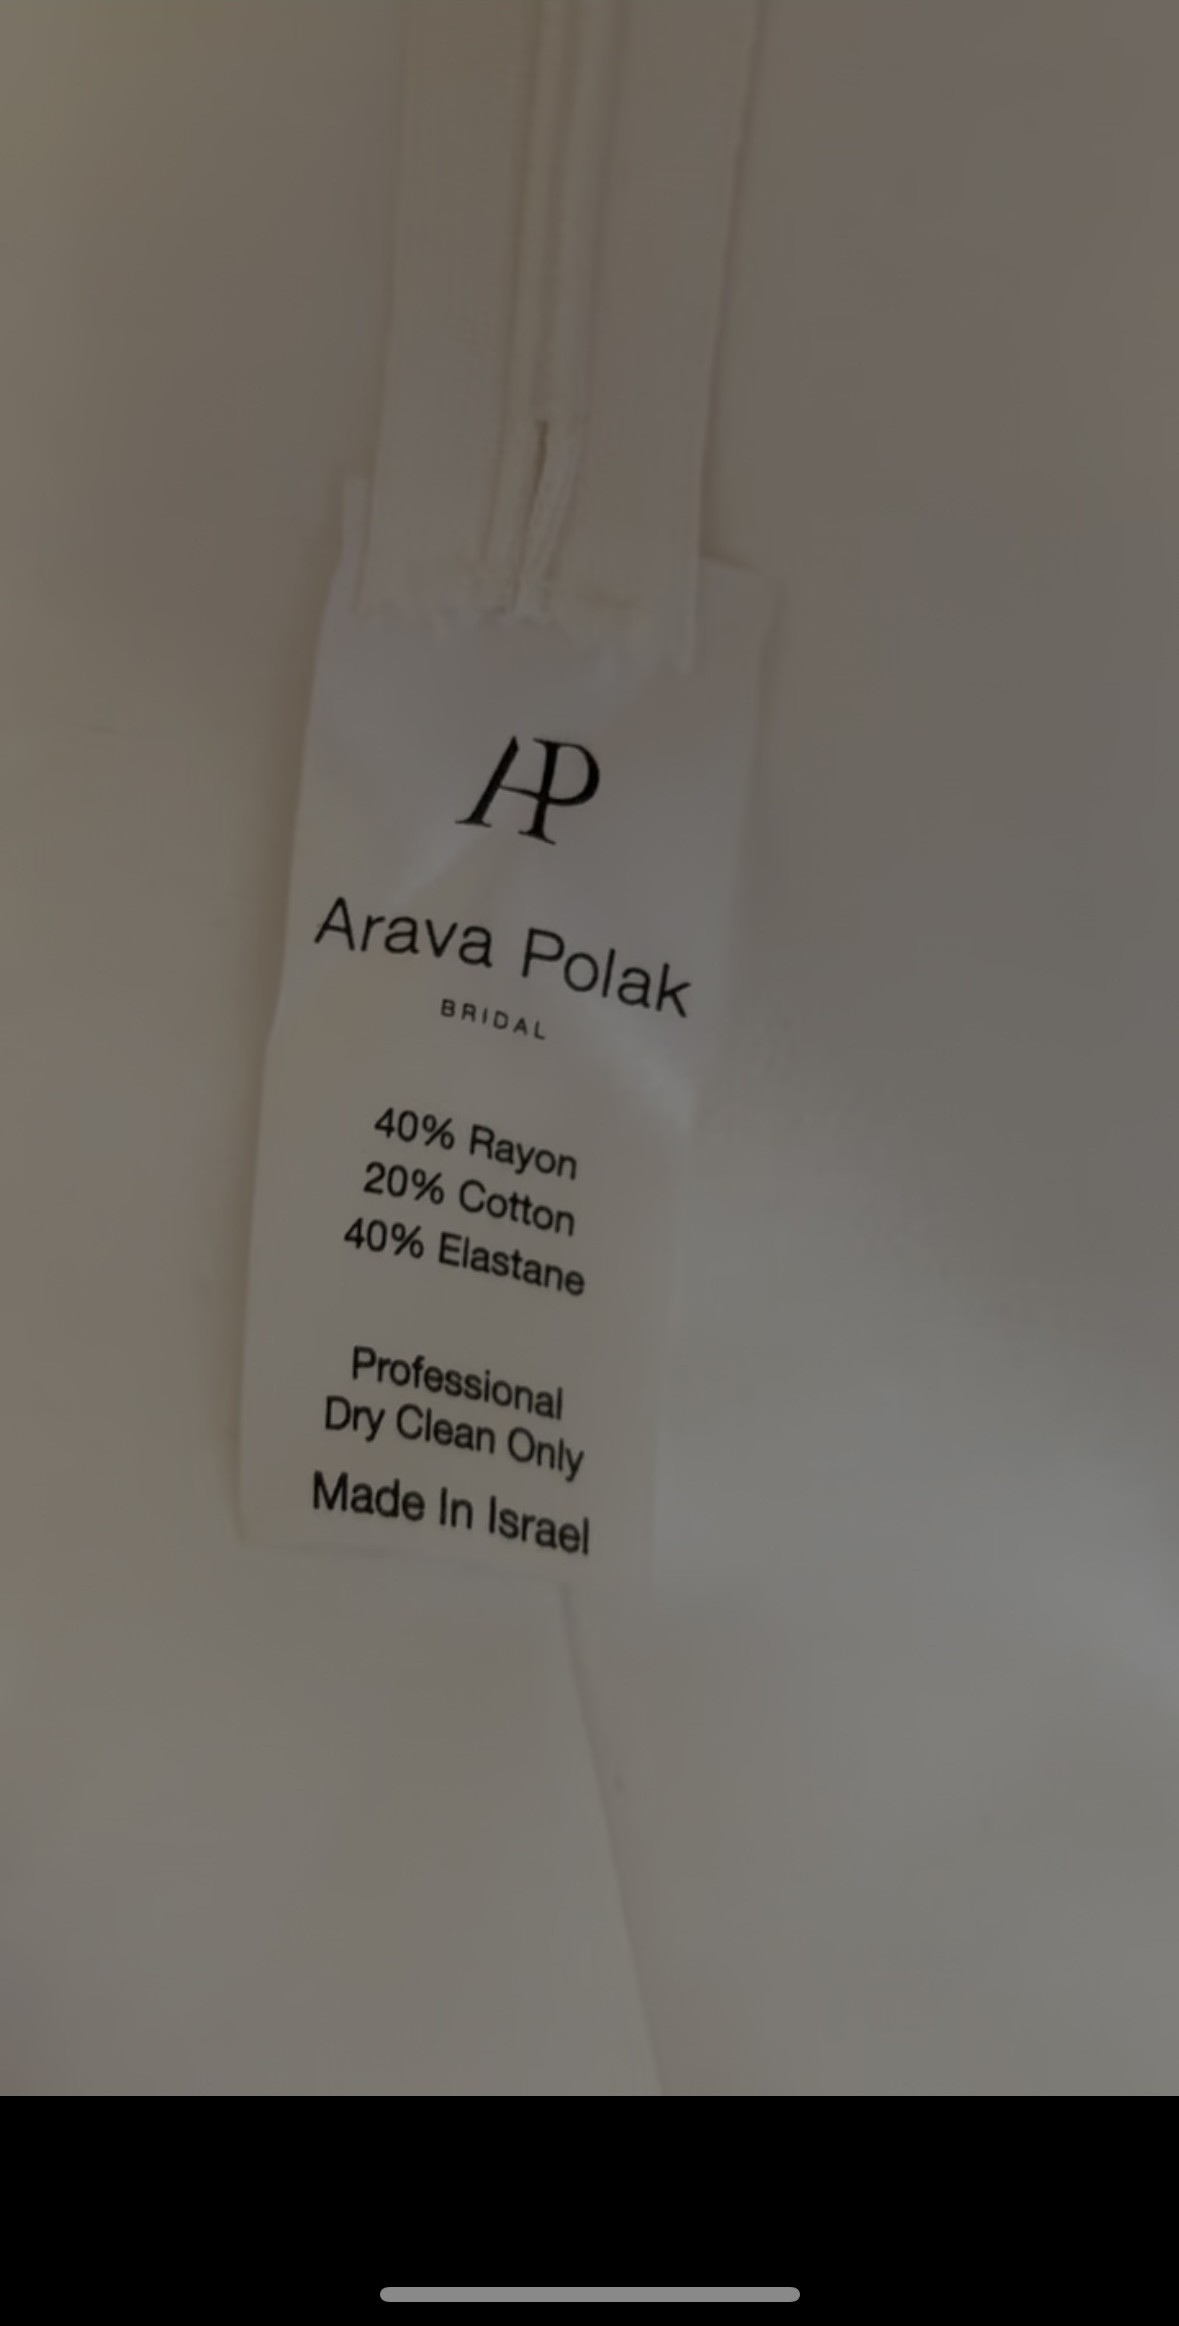 AP
Arava Polak
BRIDAL
40% Rayon
20% Cotton
40% Elastane
Professional
Dry Clean Only
Made In Israel